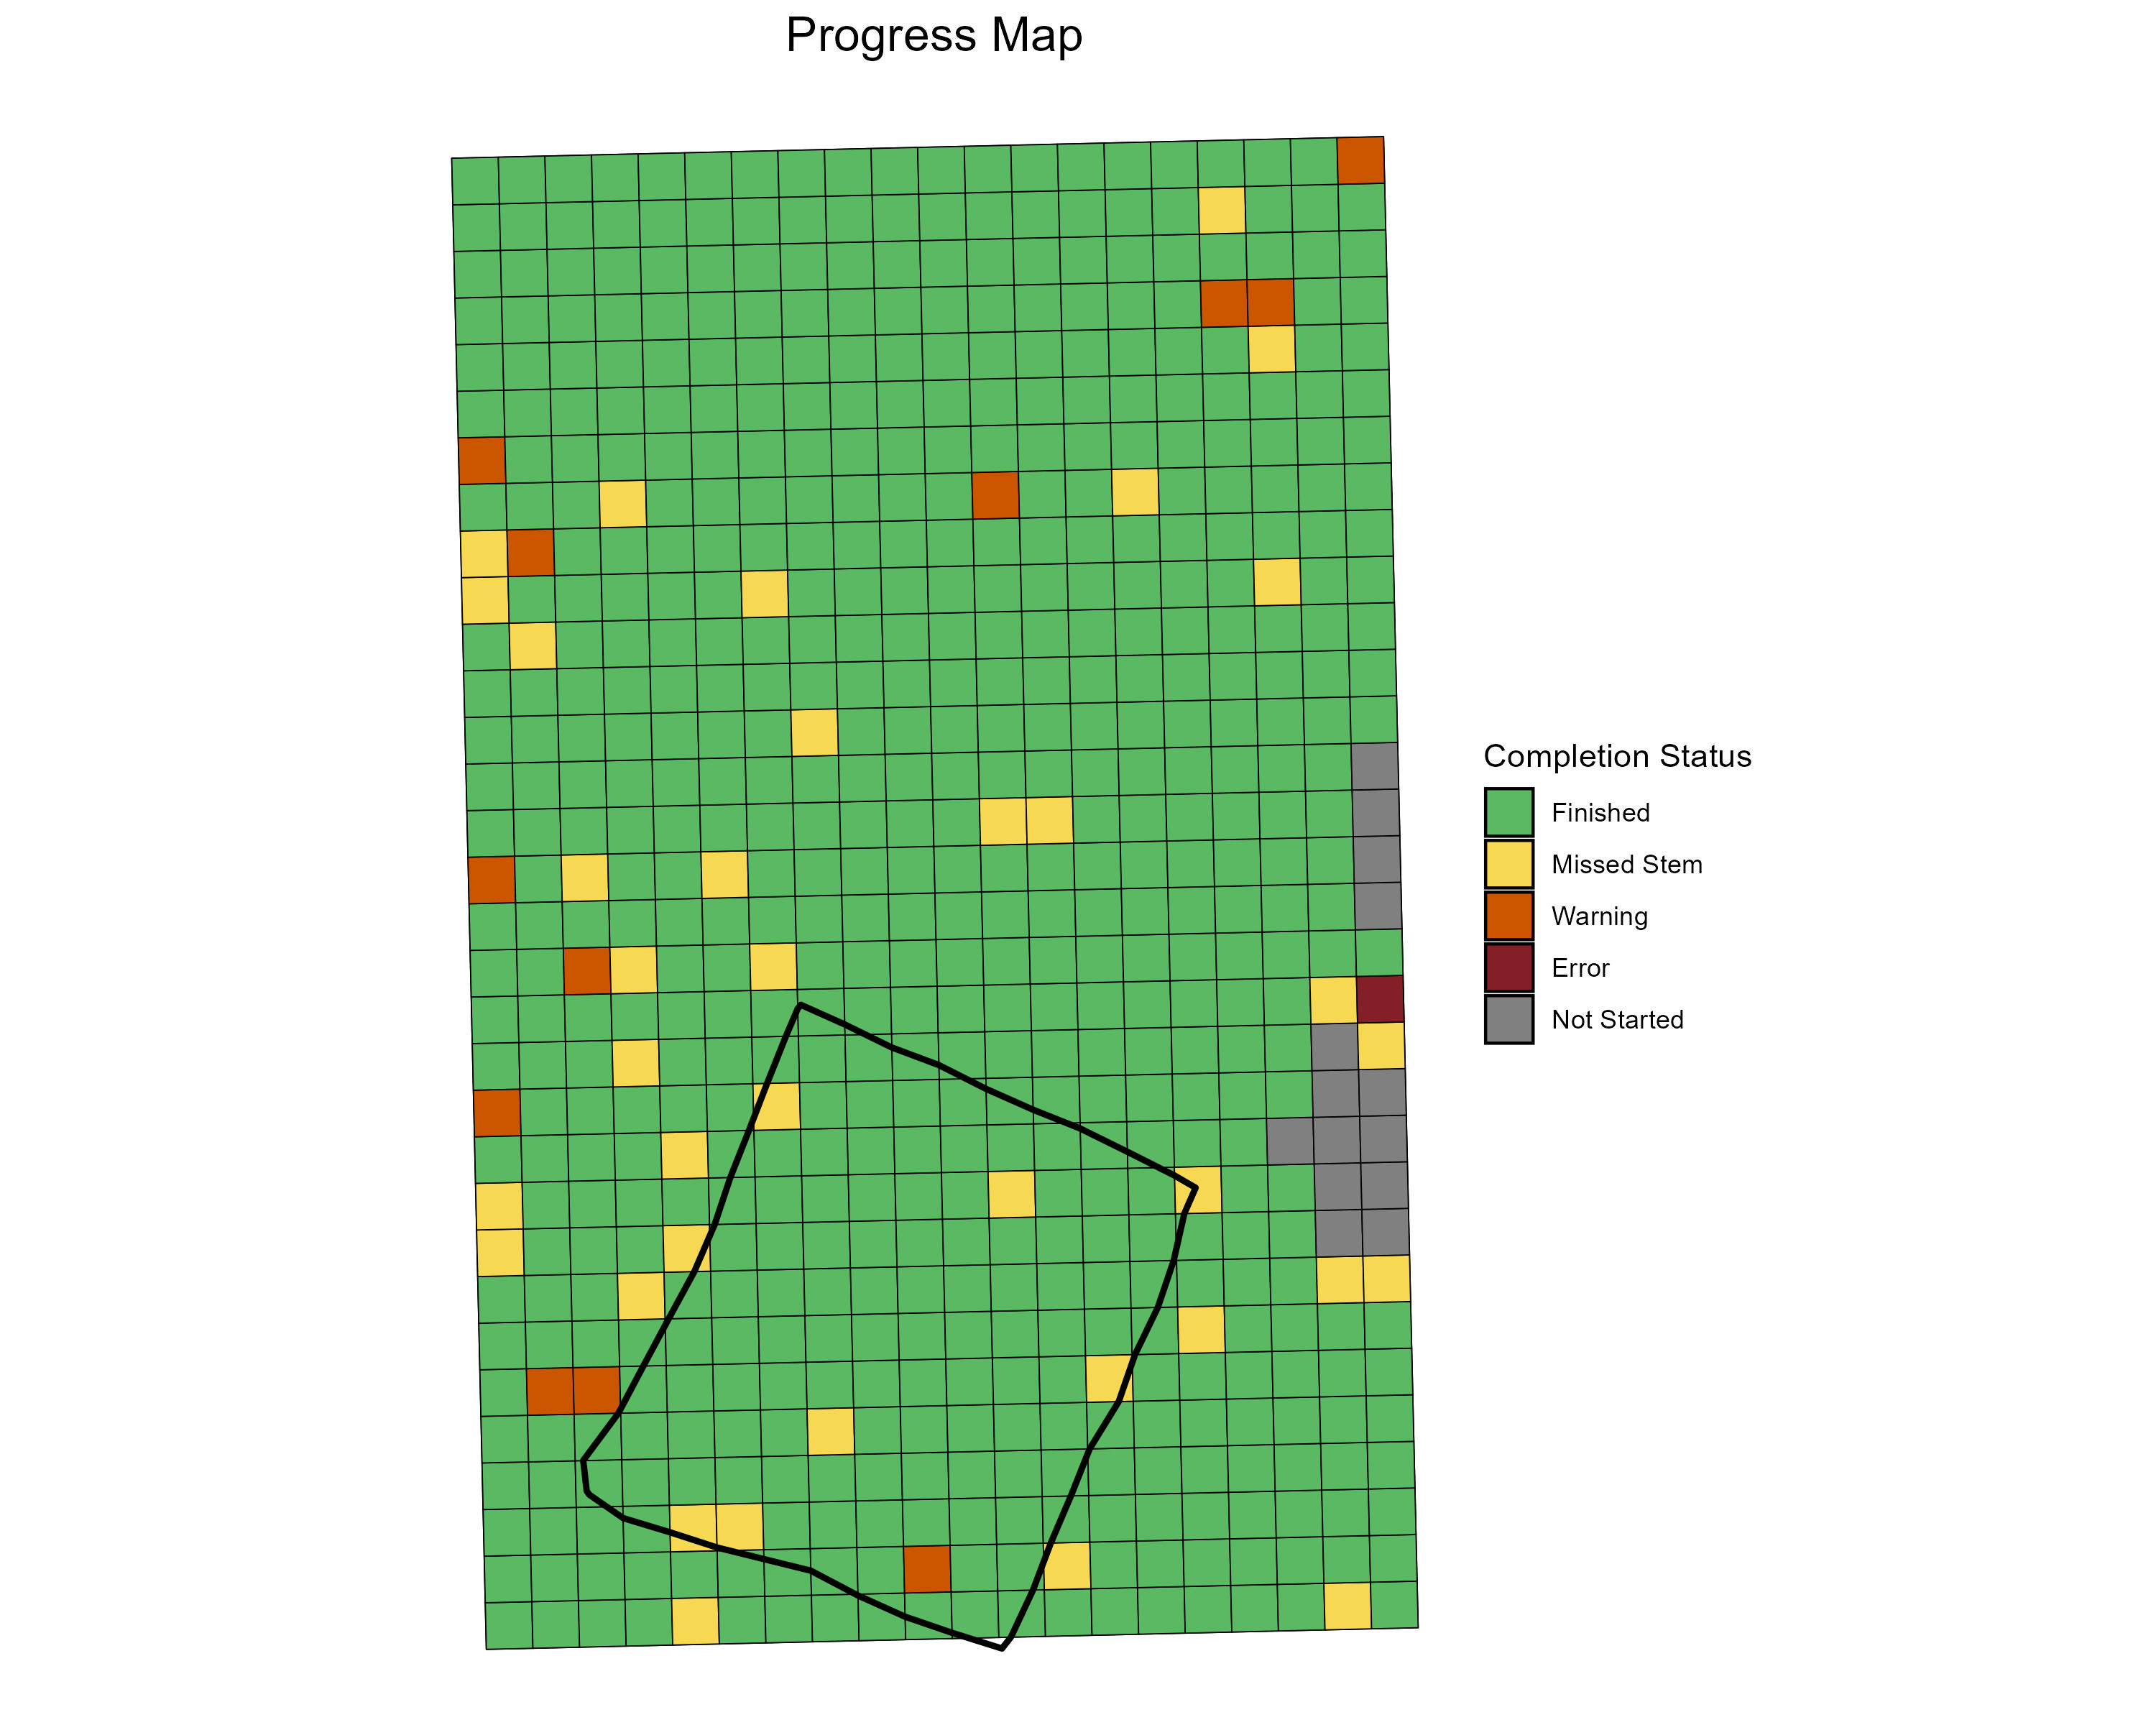 Progress Map
Completion Status
Finished
Missed Stem
Warning
Error
Not Started